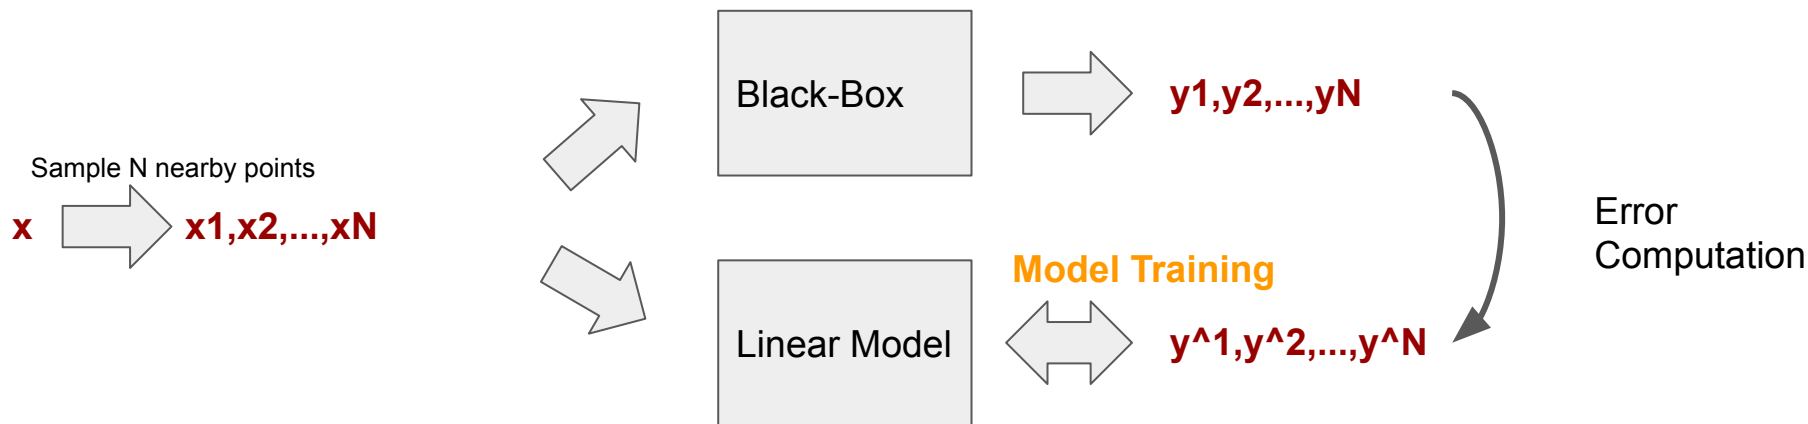 Sample N nearby points
x
x1,x2,...,xN
Black-Box
y1,y2,...,yN
Linear Model
Model Training
y^1,y^2,...,y^N
Error
Computation